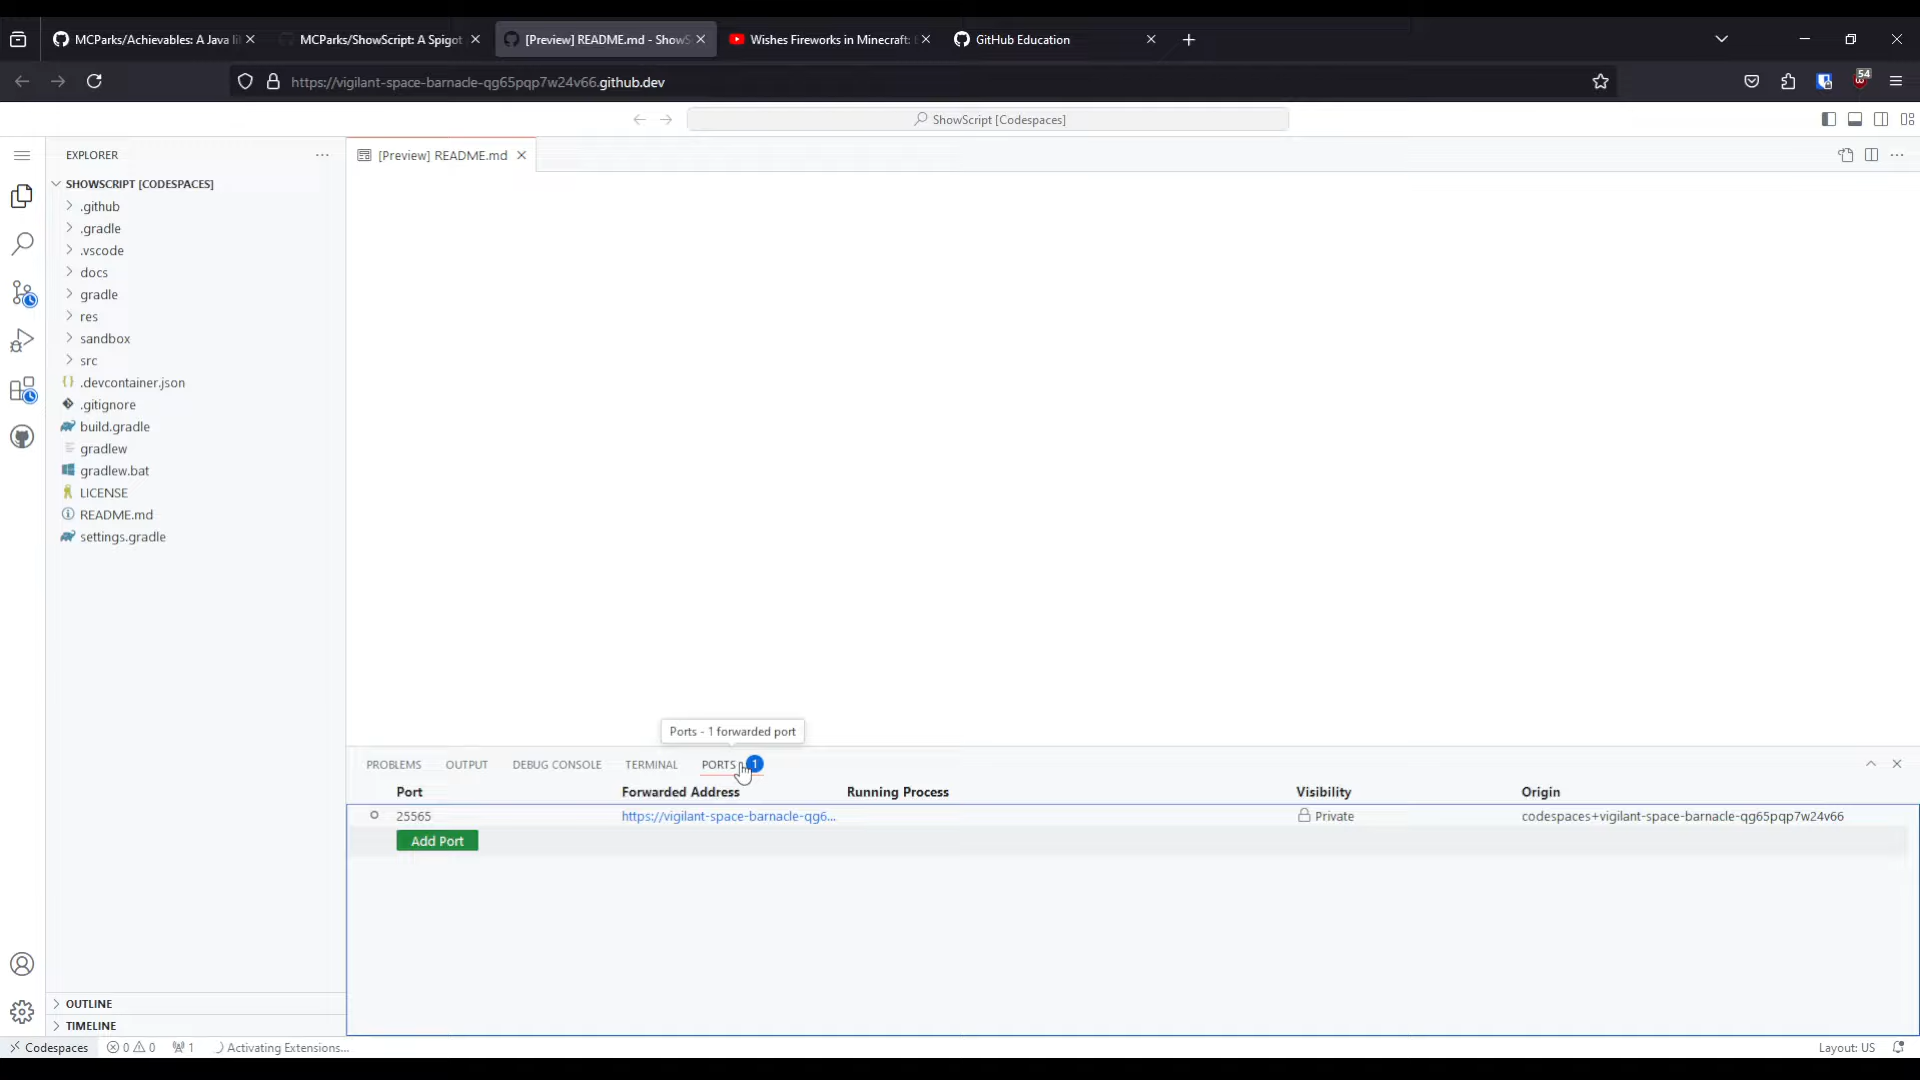 MCParks/Achievables: A Java li
MCParks/ShowScript: A Spigot
[Preview] README.md - ShowS
Wishes Fireworks in Minecraft:
GitHub Education
https://vigilant-space-barnacle-qg65pqp7w24v66.github.dev
54
ShowScript [Codespaces]
EXPLORER
[Preview] README.md
SHOWSCRIPT [CODESPACES]
.github
.gradle
.vscode
docs
gradle
res
sandbox
src
.devcontainer.json
.gitignore
build.gradle
gradlew
gradlew.bat
LICENSE
README.md
settings.gradle
Ports - 1 forwarded port
PROBLEMS OUTPUT DEBUG CONSOLE TERMINAL PORTS 1
Port Forwarded Address Running Process Visibility Origin
25565 https://vigilant-space-barnacle-qg6... Private codespaces+vigilant-space-barnacle-qg65pqp7w24v66
Add Port
OUTLINE
TIMELINE
Codespaces 0 0 1 Activating Extensions... Layout: US